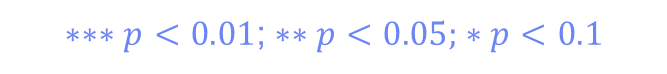 *** p < 0.01; ** p < 0.05; * p < 0.1